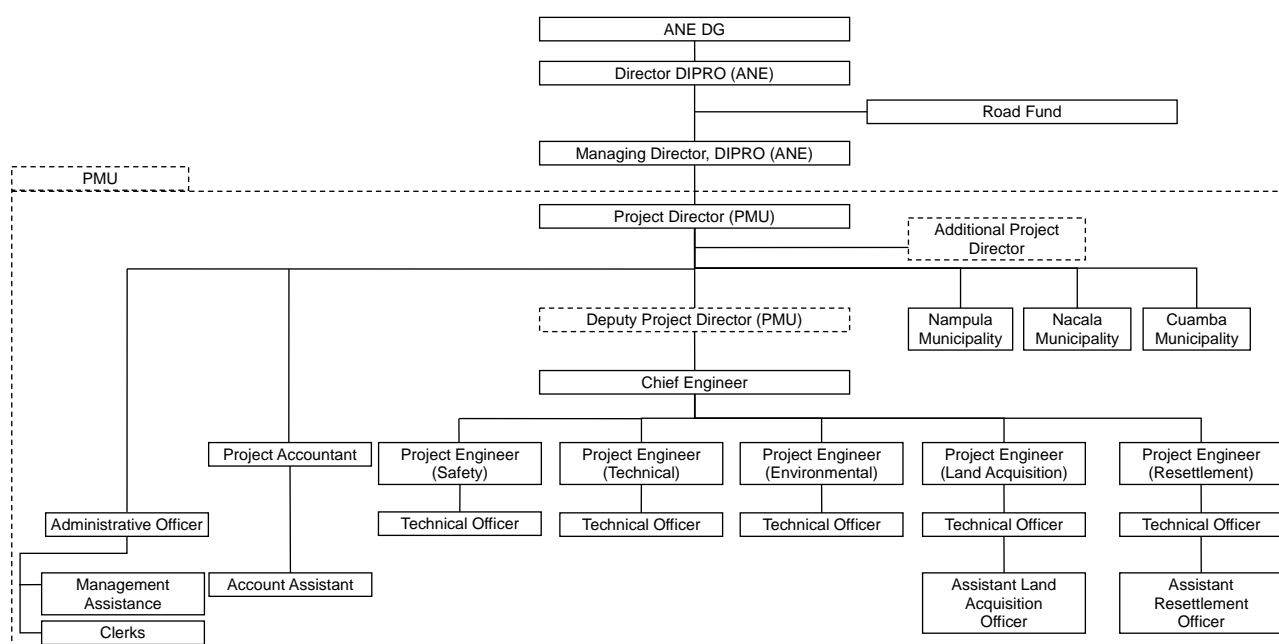 ANE DG
Director DIPRO (ANE)
Road Fund
Managing Director, DIPRO (ANE)
PMU
Project Director (PMU)
Additional Project
Director
Deputy Project Director (PMU)
Nampula
Municipality
Nacala
Municipality
Cuamba
Municipality
Chief Engineer
Project Accountant
Project Engineer
(Safety)
Project Engineer
(Technical)
Project Engineer
(Environmental)
Project Engineer
(Land Acquisition)
Project Engineer
(Resettlement)
Administrative Officer
Technical Officer
Technical Officer
Technical Officer
Technical Officer
Technical Officer
Management
Assistance
Account Assistant
Assistant Land
Acquisition
Officer
Assistant
Resettlement
Officer
Clerks